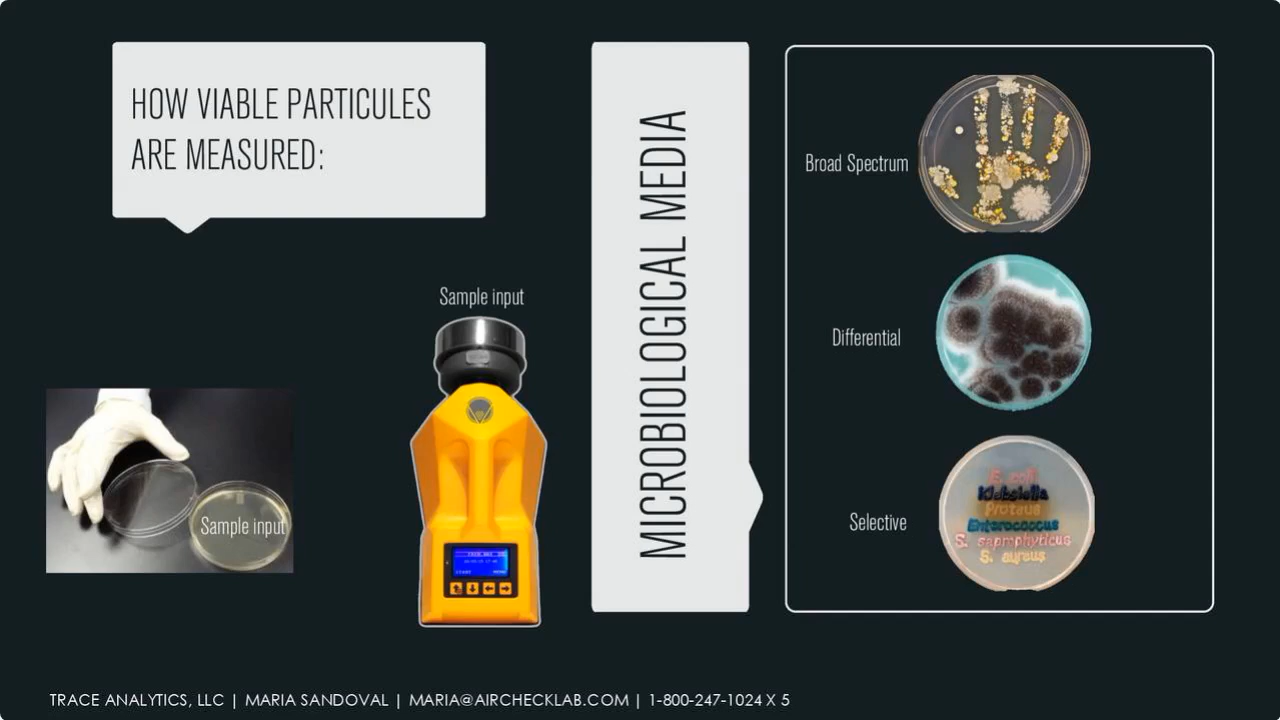 HOW VIABLE PARTICULES
ARE MEASURED:
Sample input
Sample input
MICROBIOLOGICAL MEDIA
Broad Spectrum
Differential
Selective
E. coli
Klebsiella
Proteus
Enterococcus
S. saprophyticus
S. aureus
TRACE ANALYTICS, LLC | MARIA SANDOVAL | MARIA@AIRCHECKLAB.COM | 1-800-247-1024 X 5